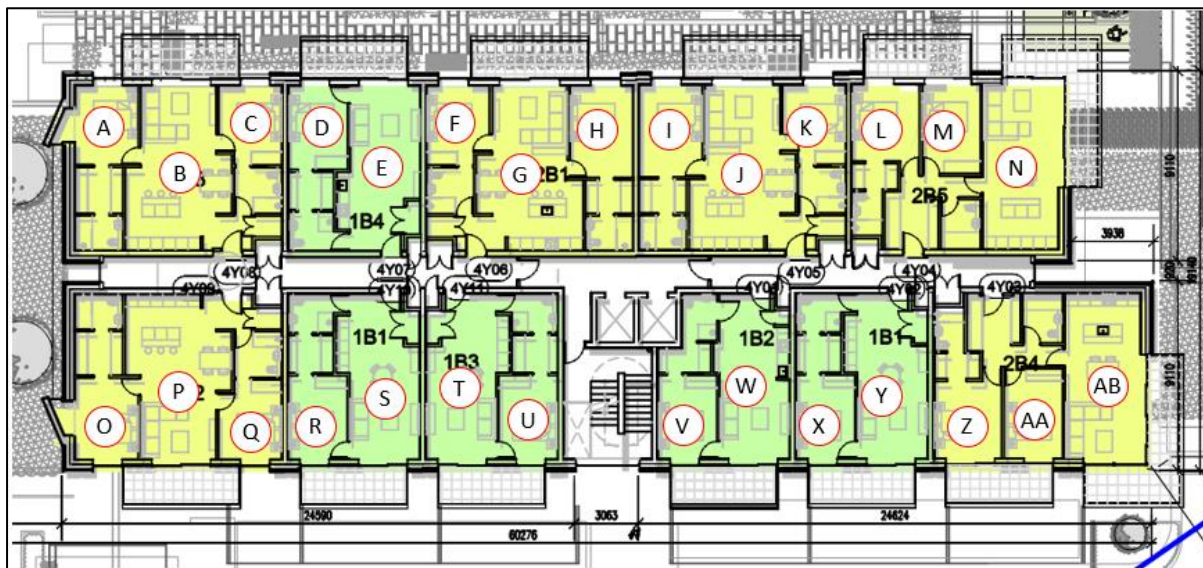 A
B
C
D
E
F
G
H
I
J
K
L
M
N
2B1
2B5
1B4
4Y08
4Y07
4Y06
4Y05
4Y04
4Y09
4Y10
4Y11
4Y02
4Y03
3938
9110
1B1
1B3
1B2
1B1
2B4
O
P
Q
R
S
T
U
V
W
X
Y
Z
AA
AB
9110
24590
3063
24624
60276